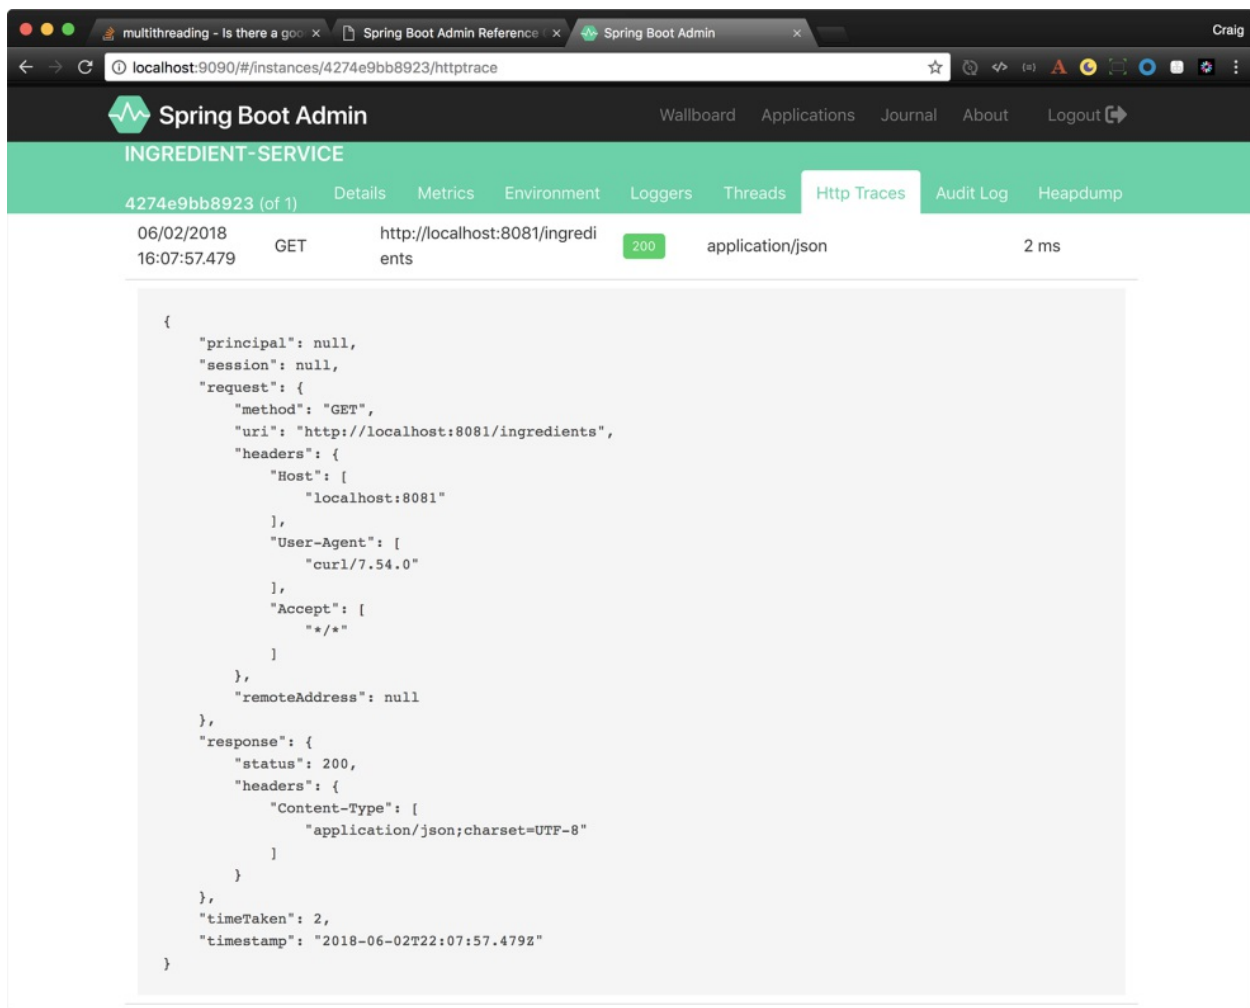 multithreading - Is there a goo
Spring Boot Admin Reference
Spring Boot Admin
Craig
localhost:9090/#/instances/4274e9bb8923/httptrace
Spring Boot Admin
Wallboard Applications Journal About Logout
INGREDIENT-SERVICE
4274e9bb8923 (of 1) Details Metrics Environment Loggers Threads Http Traces Audit Log Heapdump
06/02/2018
16:07:57.479
GET
http://localhost:8081/ingredi
ents
200
application/json
2 ms
{
    "principal": null,
    "session": null,
    "request": {
        "method": "GET",
        "uri": "http://localhost:8081/ingredients",
        "headers": {
            "Host": [
                "localhost:8081"
            ],
            "User-Agent": [
                "curl/7.54.0"
            ],
            "Accept": [
                "*/*"
            ]
        },
        "remoteAddress": null
    },
    "response": {
        "status": 200,
        "headers": {
            "Content-Type": [
                "application/json;charset=UTF-8"
            ]
        }
    },
    "timeTaken": 2,
    "timestamp": "2018-06-02T22:07:57.479Z"
}